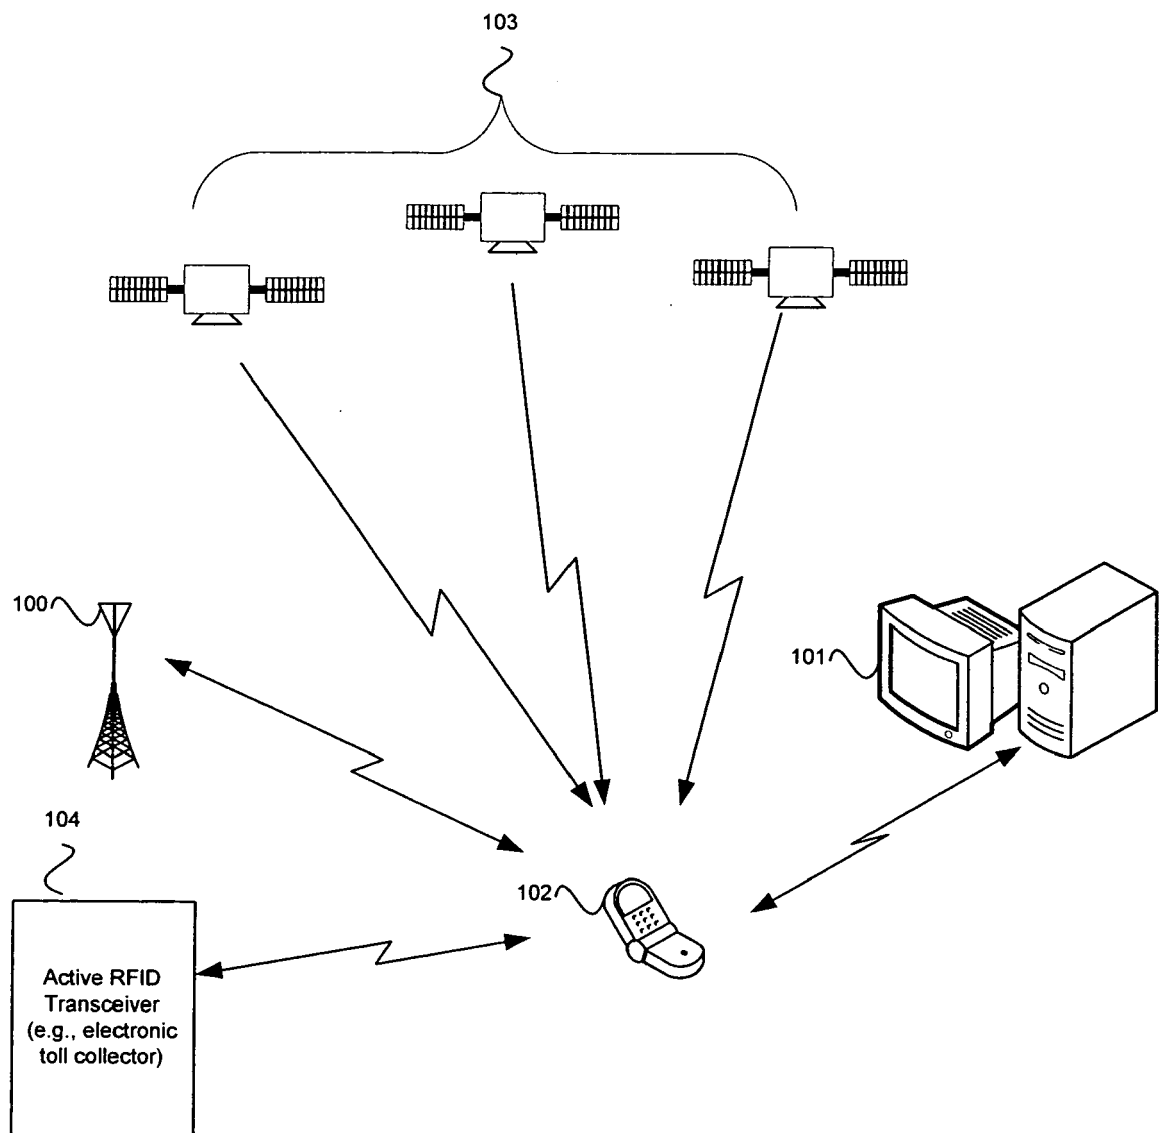 103
100
101
104
102
Active RFID
Transceiver
(e.g., electronic
toll collector)